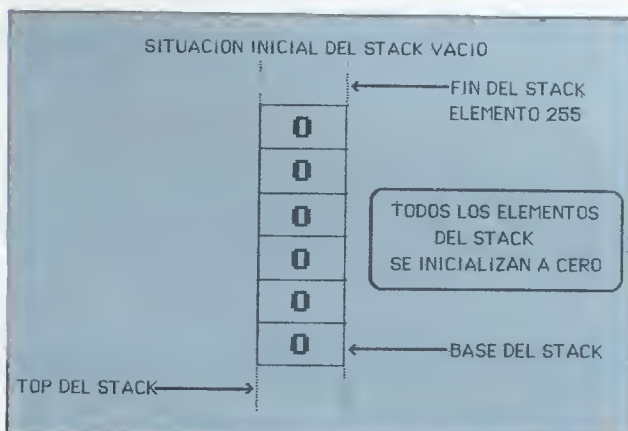 SITUACION INICIAL DEL STACK VACIO
FIN DEL STACK
ELEMENTO 255
0
0
0
0
0
0
TODOS LOS ELEMENTOS
DEL STACK
SE INICIALIZAN A CERO
BASE DEL STACK
TOP DEL STACK